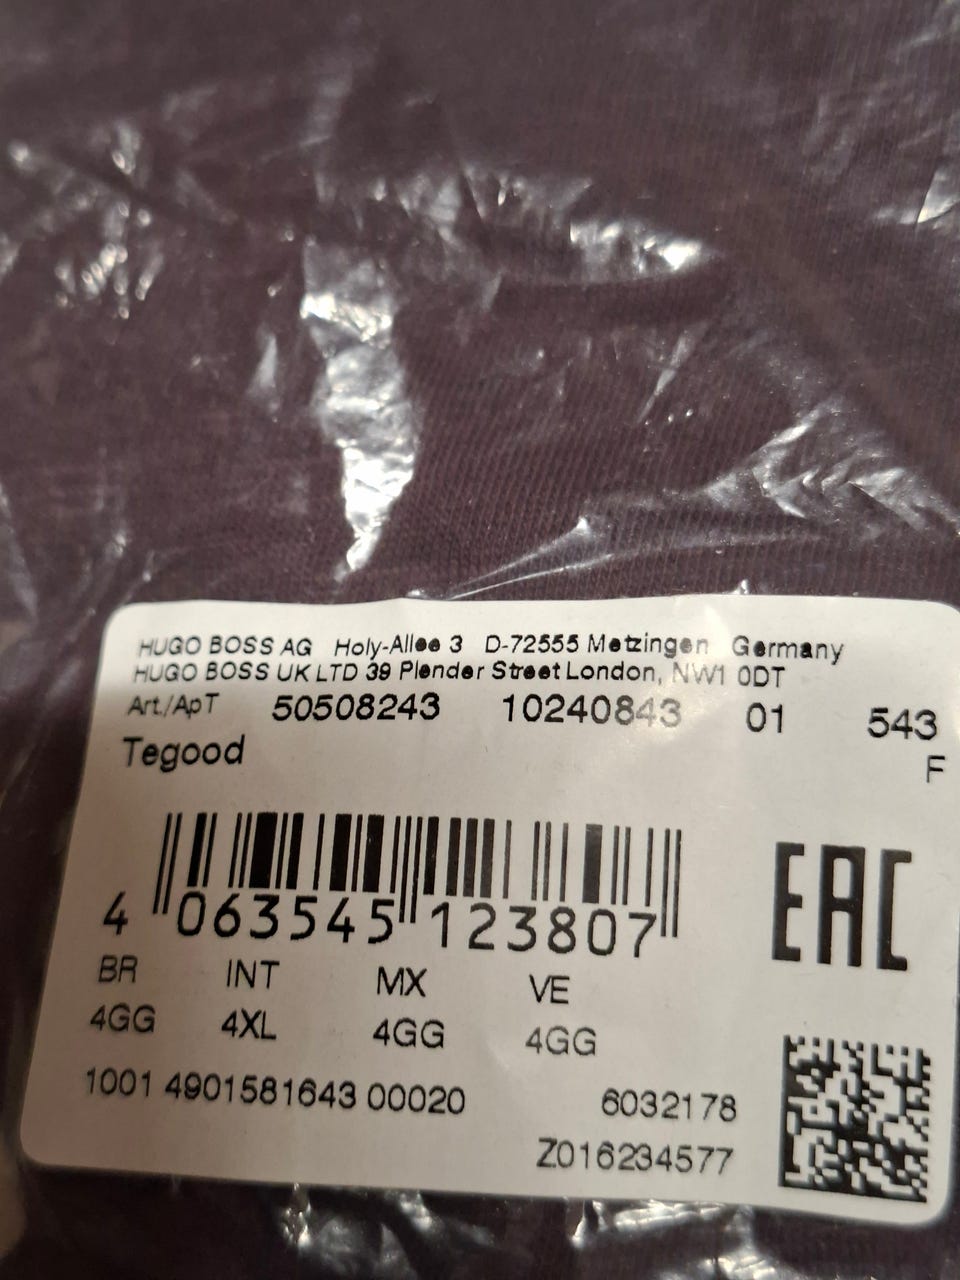 HUGO BOSS AG Holy-Allee 3 D-72555 Metzingen Germany
HUGO BOSS UK LTD 39 Plender Street London, NW1 0DT
Art./ApT 50508243 10240843 01 543
Tegood F
4 063545 123807
EAC
BR INT MX VE
4GG 4XL 4GG 4GG
1001 4901581643 00020 6032178
Z016234577